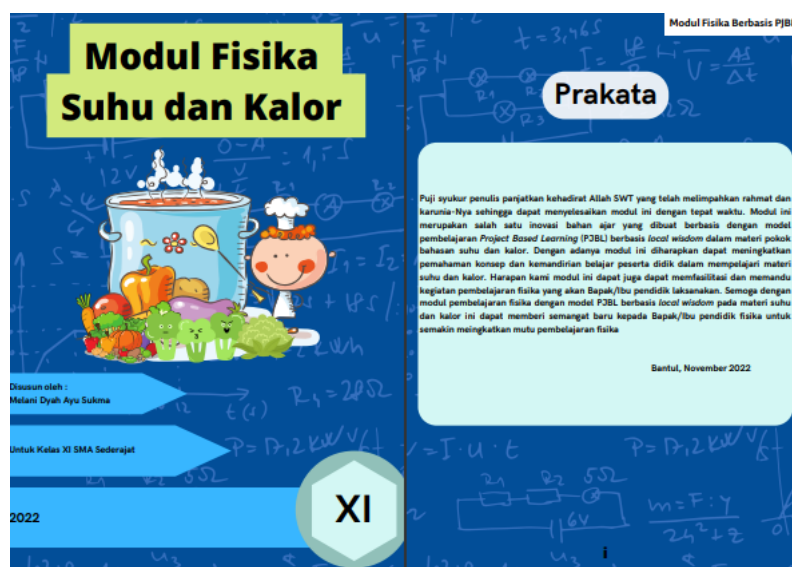 Modul Fisika
Suhu dan Kalor
Disusun oleh :
Melani Dyah Ayu Sukma
Untuk Kelas XI SMA Sederajat
2022
XI
Modul Fisika Berbasis PJB
Prakata
Puji syukur penulis panjatkan kehadirat Allah SWT yang telah melimpahkan rahmat dan
karunia-Nya sehingga dapat menyelesaikan modul ini dengan tepat waktu. Modul ini
merupakan salah satu inovasi bahan ajar yang dibuat berbasis dengan model
pembelajaran Project Based Learning (PJBL) berbasis local wisdom dalam materi pokok
bahasan suhu dan kalor. Dengan adanya modul ini diharapkan dapat meningkatkan
pemahaman konsep dan kemandirian belajar peserta didik dalam mempelajari materi
suhu dan kalor. Harapan kami modul ini dapat juga dapat memfasilitasi dan memandu
kegiatan pembelajaran fisika yang akan Bapak/Ibu pendidik laksanakan. Semoga dengan
modul pembelajaran fisika dengan model PJBL berbasis local wisdom pada materi suhu
dan kalor ini dapat memberi semangat baru kepada Bapak/Ibu pendidik fisika untuk
semakin meingkatkan mutu pembelajaran fisika
Bantul, November 2022
i